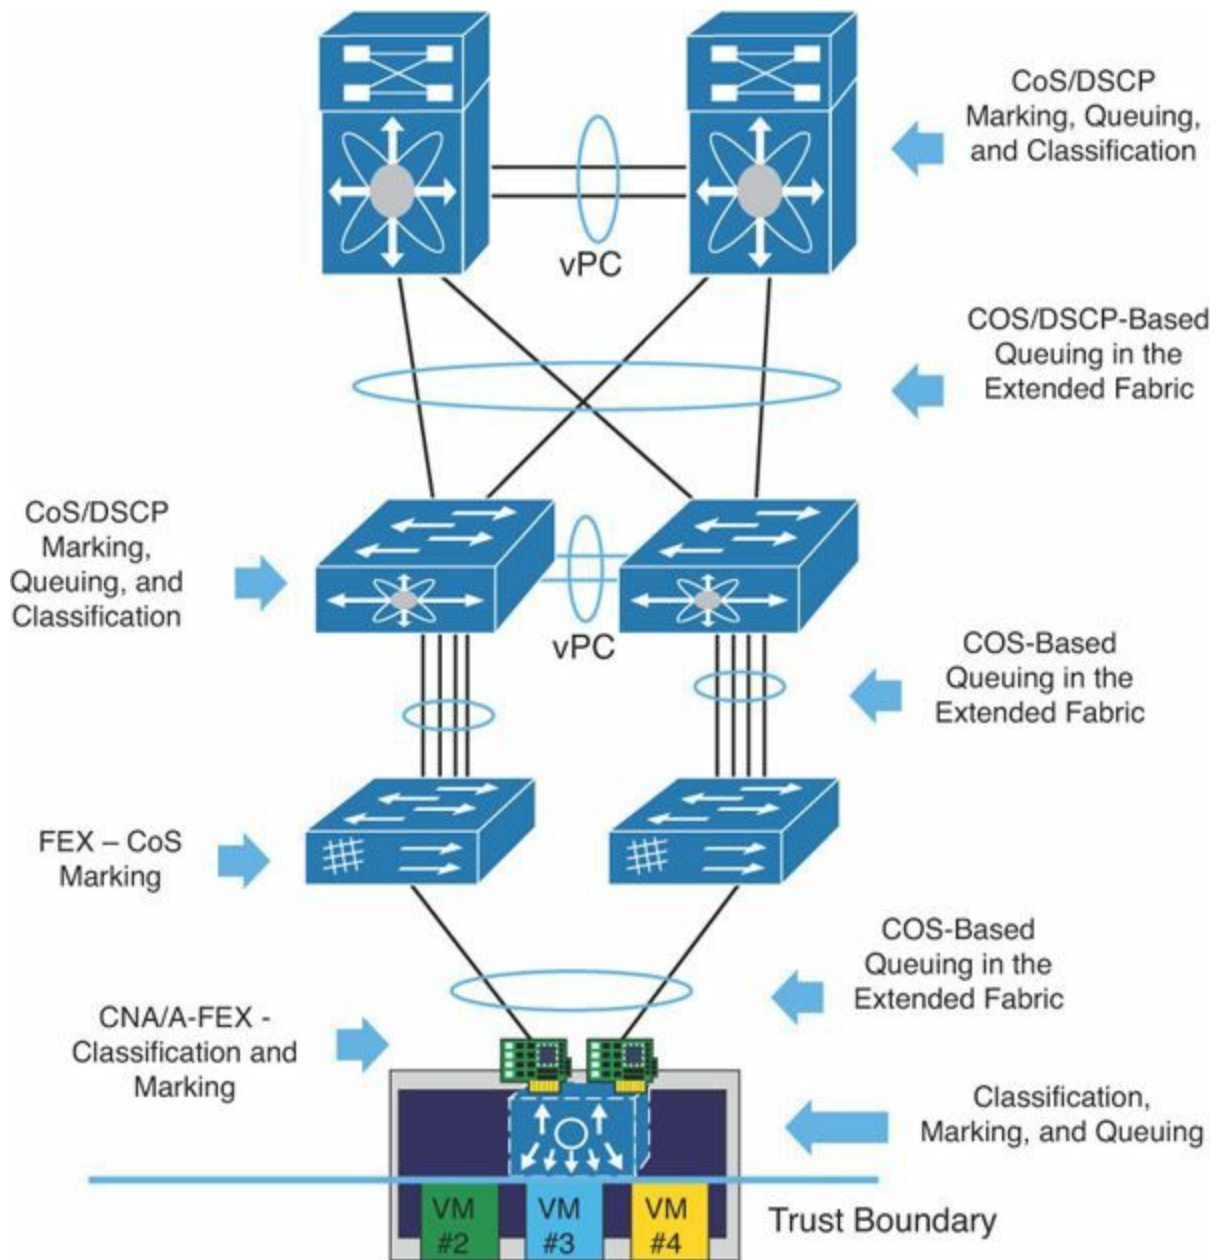 CoS/DSCP
Marking, Queuing,
and Classification
vPC
COS/DSCP-Based
Queuing in the
Extended Fabric
CoS/DSCP
Marking,
Queuing, and
Classification
vPC
COS-Based
Queuing in the
Extended Fabric
FEX – CoS
Marking
COS-Based
Queuing in the
Extended Fabric
CNA/A-FEX -
Classification and
Marking
Classification,
Marking, and Queuing
VM
#2
VM
#3
VM
#4
Trust Boundary